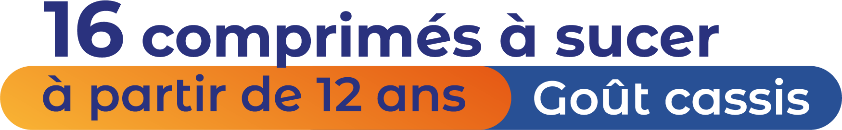 16 comprimés à sucer
à partir de 12 ans Goût cassis